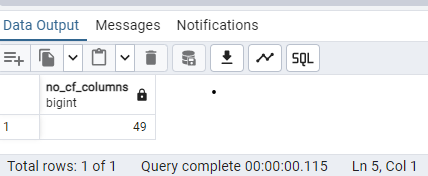 Data Output Messages Notifications
SQL
no_cf_columns
bigint
1 49
Total rows: 1 of 1 Query complete 00:00:00.115 Ln 5, Col 1